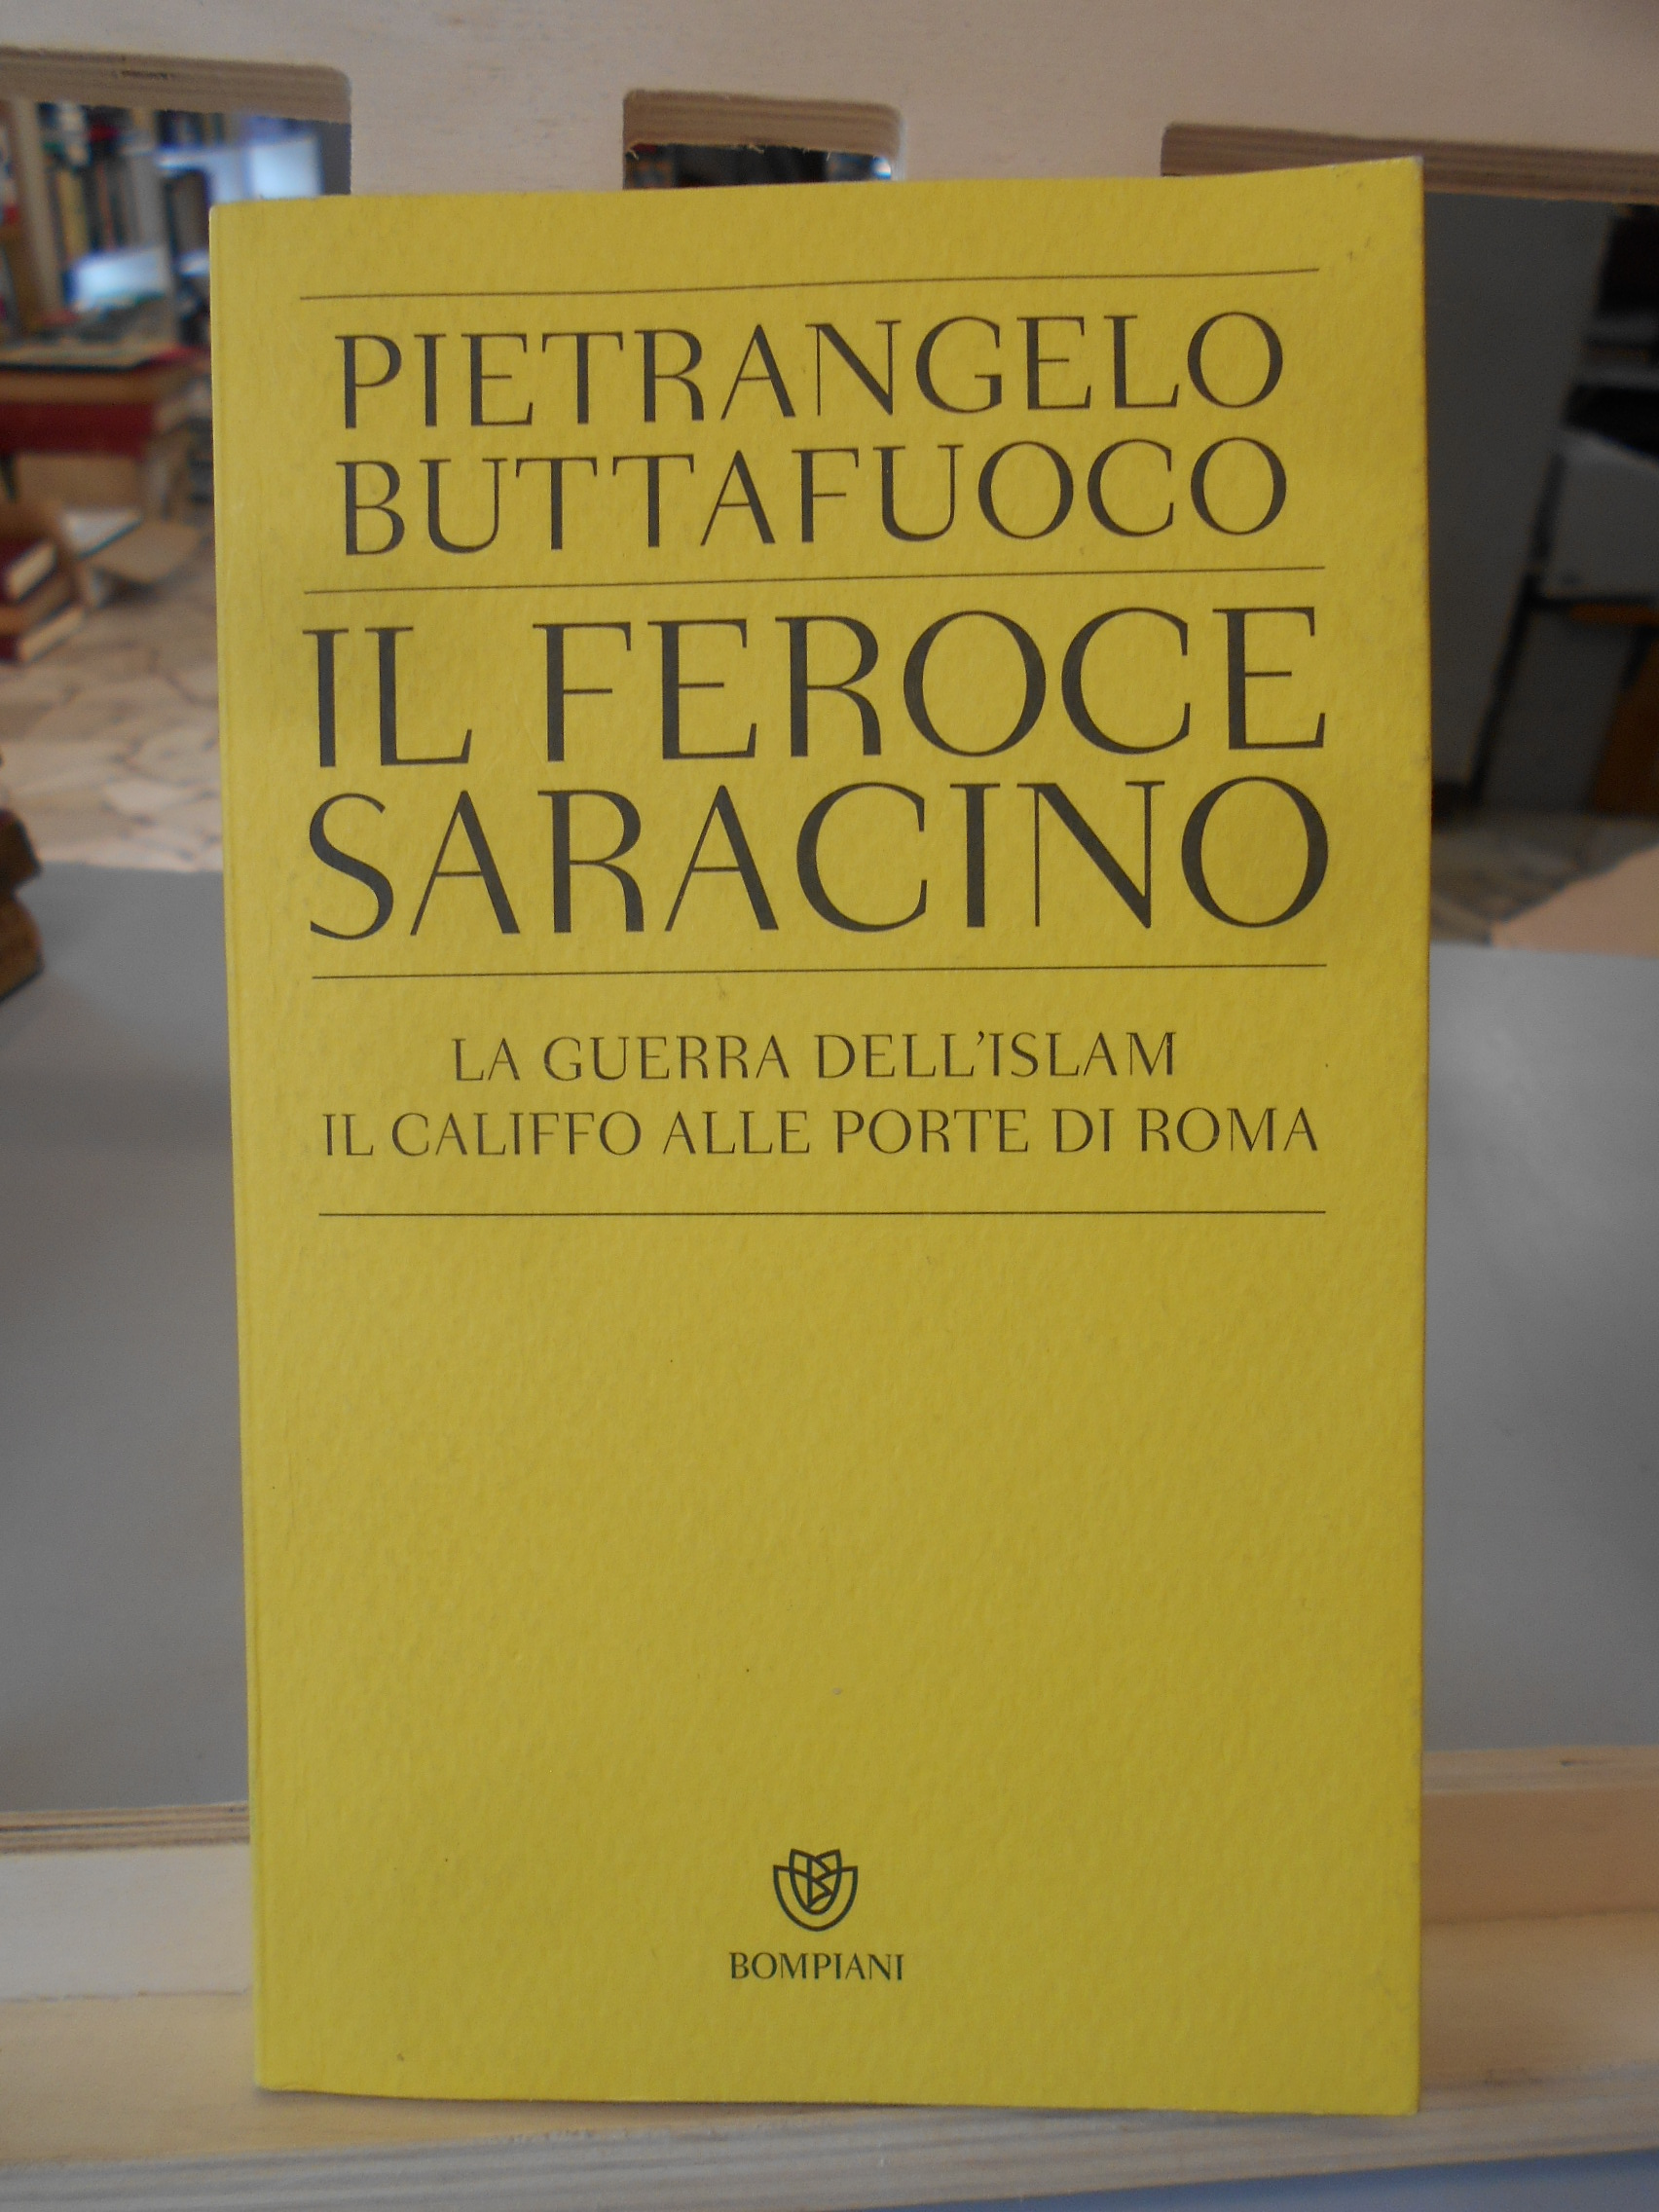 PIETRANGELO
BUTTAFUOCO
IL FEROCE
SARACINO
LA GUERRA DELL'ISLAM
IL CALIFFO ALLE PORTE DI ROMA
BOMPIANI